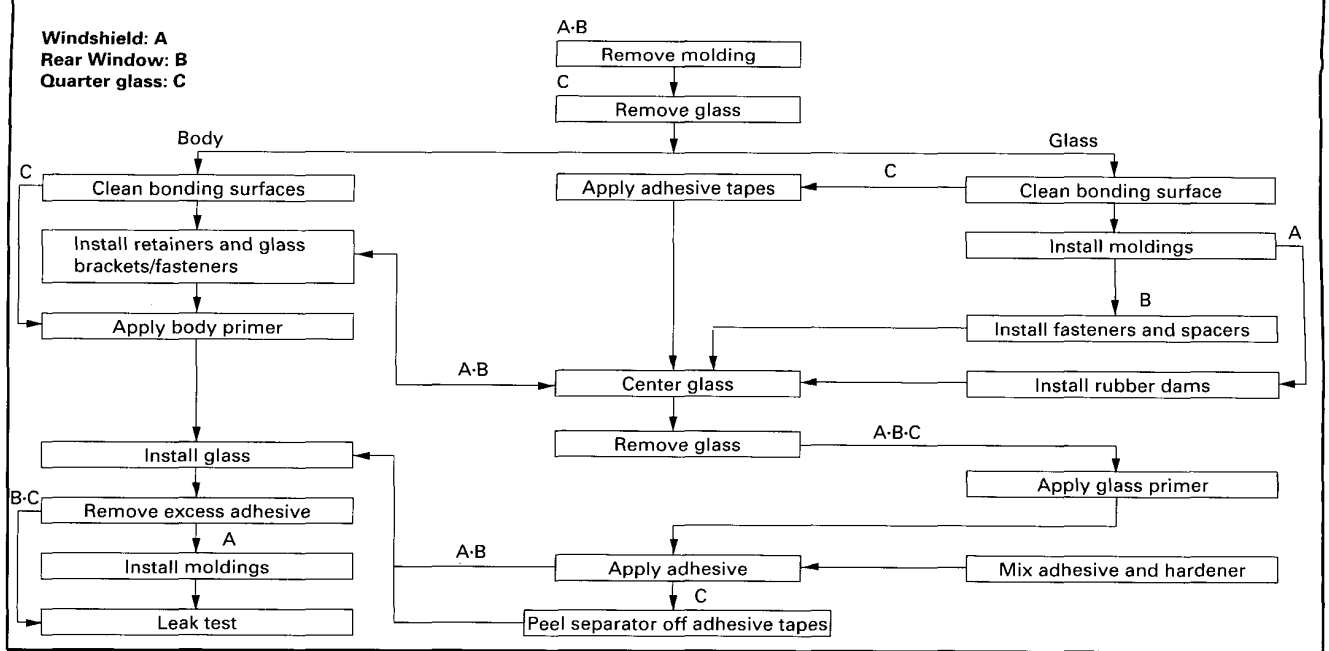 Windshield: A
Rear Window: B
Quarter glass: C
A·B
Remove molding
C
Remove glass
Body
Glass
C
Clean bonding surfaces
Apply adhesive tapes
C
Clean bonding surface
Install retainers and glass
brackets/fasteners
Install moldings
A
B
Apply body primer
Install fasteners and spacers
A·B
Center glass
Install rubber dams
Remove glass
A·B·C
Install glass
Apply glass primer
B·C
Remove excess adhesive
A
A·B
Install moldings
Apply adhesive
Mix adhesive and hardener
C
Leak test
Peel separator off adhesive tapes